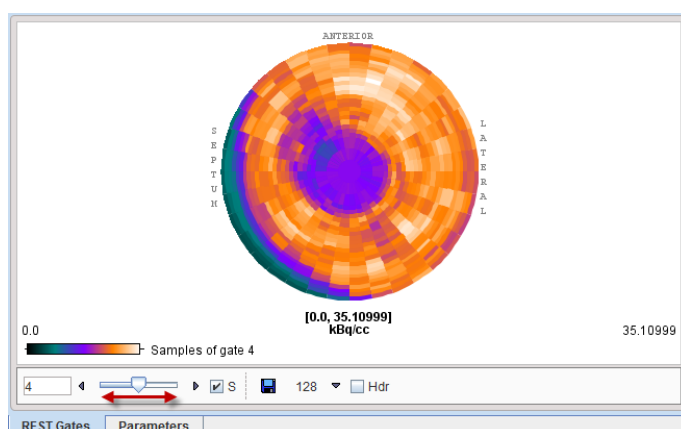 ANTERIOR
SEPTUM
LATERAL
[0.0, 35.10999]
kBq/cc
0.0
35.10999
Samples of gate 4
4
S
128
Hdr
REST Gates
Parameters